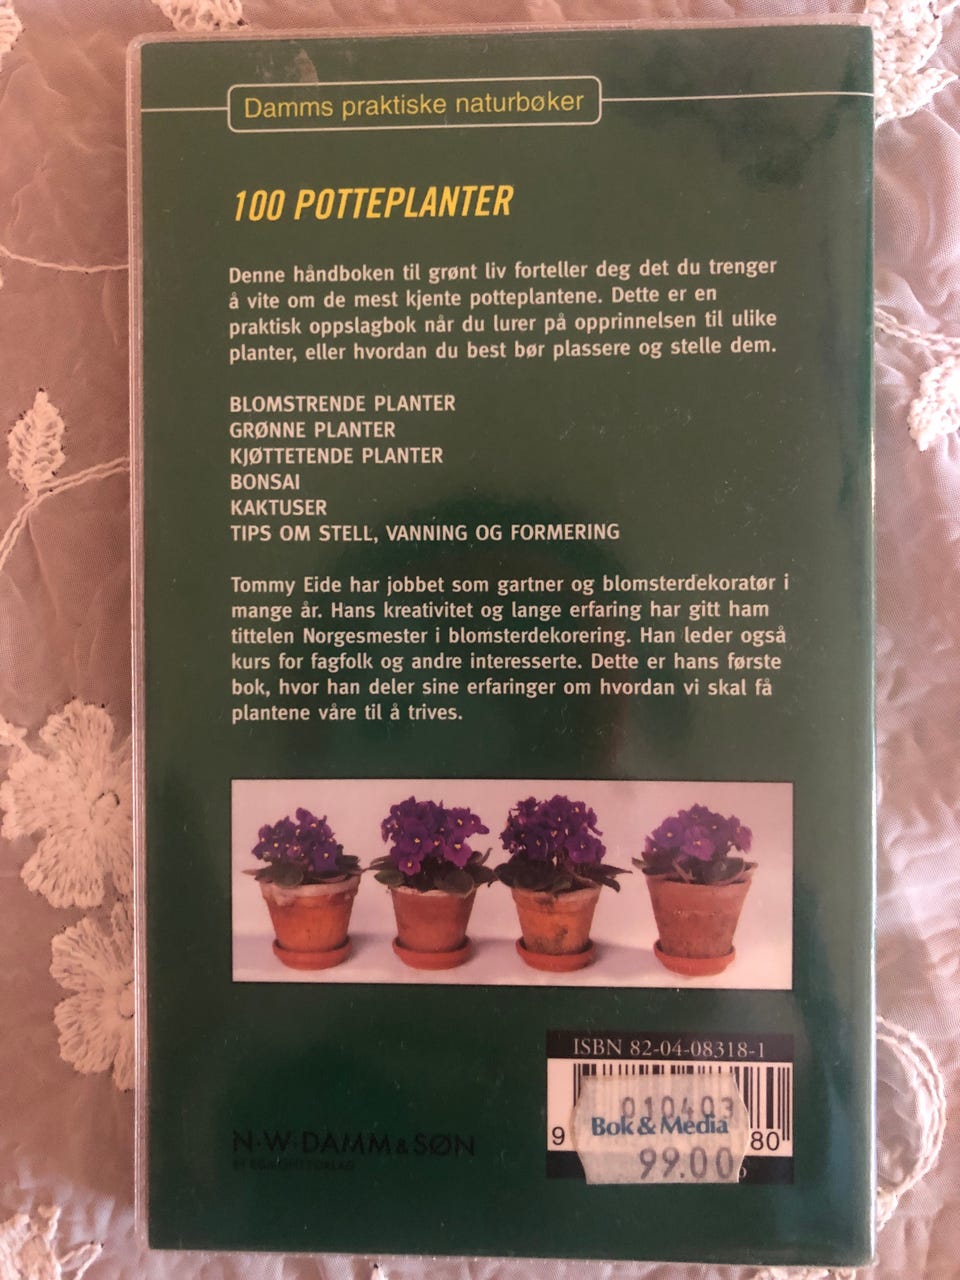 Damms praktiske naturbøker
100 POTTEPLANTER
Denne håndboken til grønt liv forteller deg det du trenger
å vite om de mest kjente potteplantene. Dette er en
praktisk oppslagbok når du lurer på opprinnelsen til ulike
planter, eller hvordan du best bør plassere og stelle dem.
BLOMSTRENDE PLANTER
GRØNNE PLANTER
KJØTTETENDE PLANTER
BONSAI
KAKTUSER
TIPS OM STELL, VANNING OG FORMERING
Tommy Eide har jobbet som gartner og blomsterdekoratør i
mange år. Hans kreativitet og lange erfaring har gitt ham
tittelen Norgesmester i blomsterdekorering. Han leder også
kurs for fagfolk og andre interesserte. Dette er hans første
bok, hvor han deler sine erfaringer om hvordan vi skal få
plantene våre til å trives.
ISBN 82-04-08318-1
010403
9 Bok & Media 80
99.00
N·W·DAMM & SØN
EGMONT FORLAG